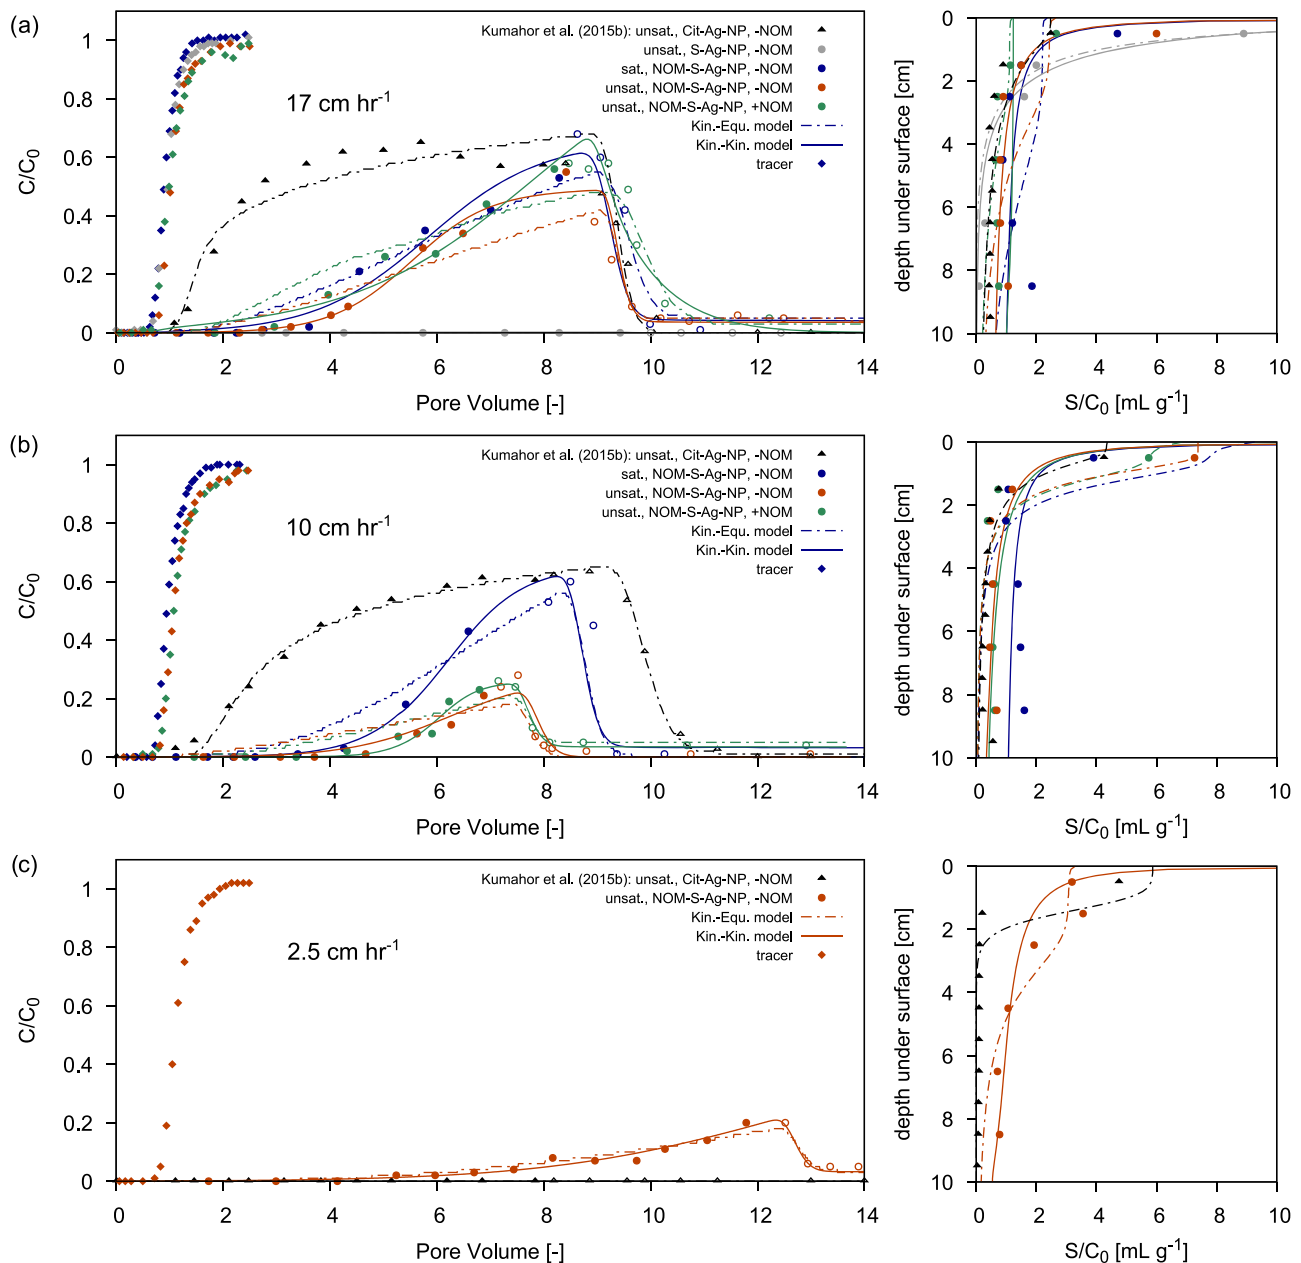 (a)
Kumahor et al. (2015b): unsat., Cit-Ag-NP, -NOM
unsat., S-Ag-NP, -NOM
sat., NOM-S-Ag-NP, -NOM
unsat., NOM-S-Ag-NP, -NOM
unsat., NOM-S-Ag-NP, +NOM
Kin.-Equ. model
Kin.-Kin. model
tracer
17 cm hr⁻¹
C/C₀
1
0.8
0.6
0.4
0.2
0
0 2 4 6 8 10 12 14
Pore Volume [-]
depth under surface [cm]
0
2
4
6
8
10
0 2 4 6 8 10
S/C₀ [mL g⁻¹]
(b)
Kumahor et al. (2015b): unsat., Cit-Ag-NP, -NOM
sat., NOM-S-Ag-NP, -NOM
unsat., NOM-S-Ag-NP, -NOM
unsat., NOM-S-Ag-NP, +NOM
Kin.-Equ. model
Kin.-Kin. model
tracer
10 cm hr⁻¹
C/C₀
1
0.8
0.6
0.4
0.2
0
0 2 4 6 8 10 12 14
Pore Volume [-]
depth under surface [cm]
0
2
4
6
8
10
0 2 4 6 8 10
S/C₀ [mL g⁻¹]
(c)
Kumahor et al. (2015b): unsat., Cit-Ag-NP, -NOM
unsat., NOM-S-Ag-NP, -NOM
Kin.-Equ. model
Kin.-Kin. model
tracer
2.5 cm hr⁻¹
C/C₀
1
0.8
0.6
0.4
0.2
0
0 2 4 6 8 10 12 14
Pore Volume [-]
depth under surface [cm]
0
2
4
6
8
10
0 2 4 6 8 10
S/C₀ [mL g⁻¹]